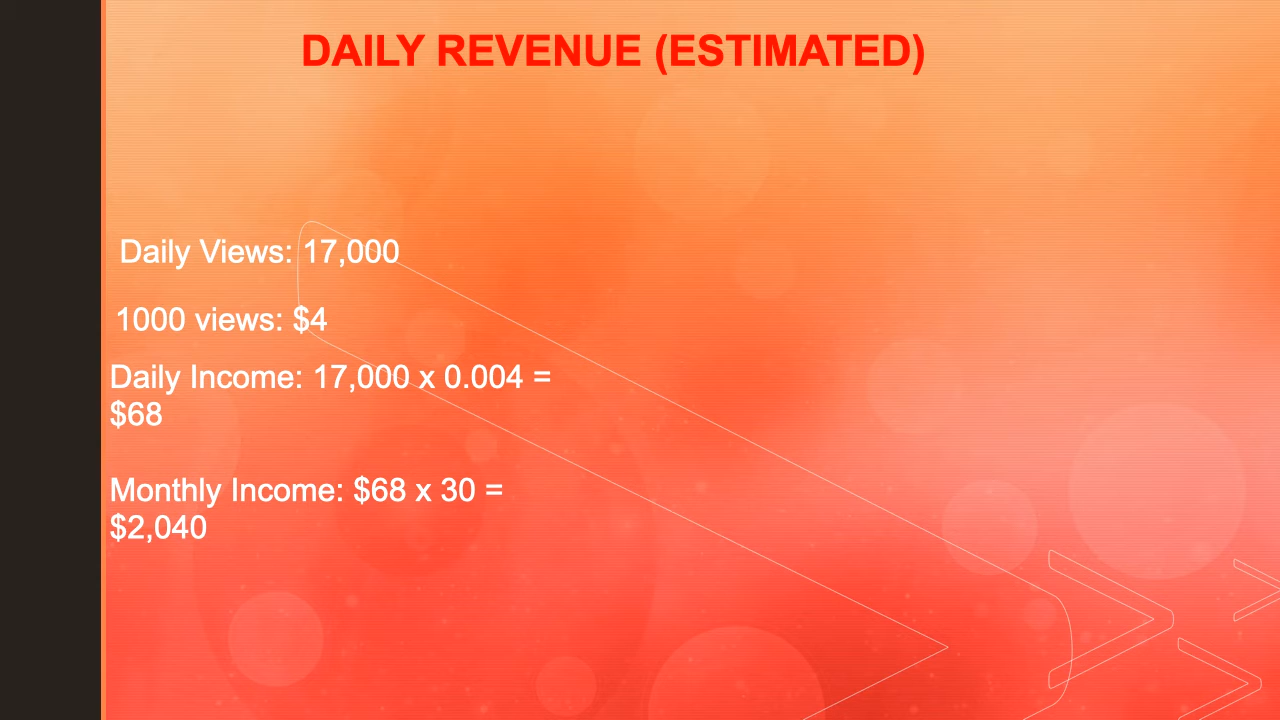 DAILY REVENUE (ESTIMATED)
Daily Views: 17,000
1000 views: $4
Daily Income: 17,000 x 0.004 =
$68
Monthly Income: $68 x 30 =
$2,040